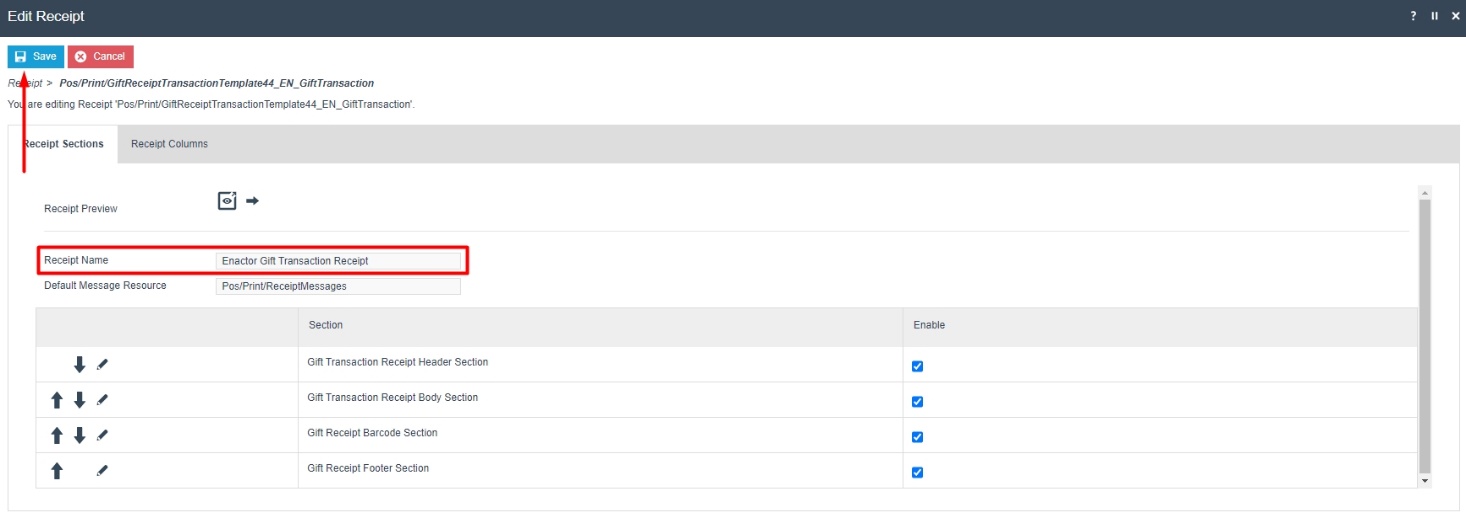 Edit Receipt
? II ×
Save Cancel
Receipt > Pos/Print/GiftReceiptTransactionTemplate44_EN_GiftTransaction
You are editing Receipt 'Pos/Print/GiftReceiptTransactionTemplate44_EN_GiftTransaction'.
Receipt Sections Receipt Columns
Receipt Preview
Receipt Name Enactor Gift Transaction Receipt
Default Message Resource Pos/Print/ReceiptMessages
Section Enable
Gift Transaction Receipt Header Section
Gift Transaction Receipt Body Section
Gift Receipt Barcode Section
Gift Receipt Footer Section